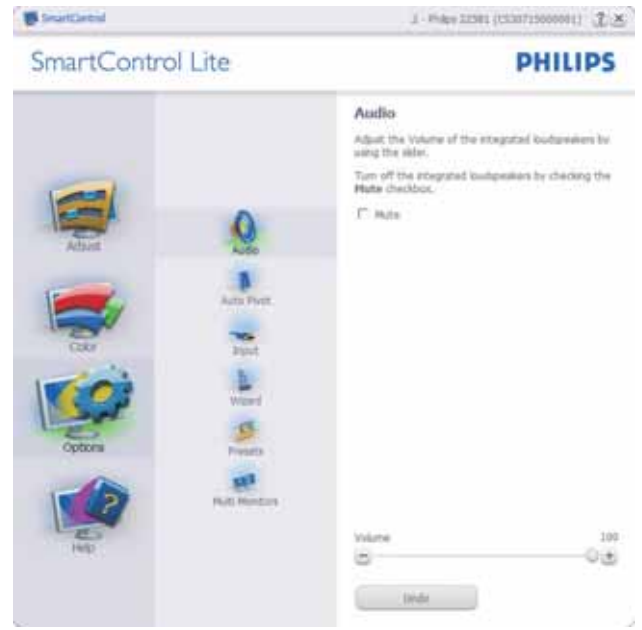 SmartControl
SmartControl Lite
PHILIPS
Adjust
Color
Options
Help
Audio
Auto Pivot
Input
Wizard
Presets
Multi Monitors
Audio
Adjust the Volume of the integrated loudspeakers by
using the slider.
Turn off the integrated loudspeakers by checking the
Mute checkbox.
Mute
Volume 100
Undo